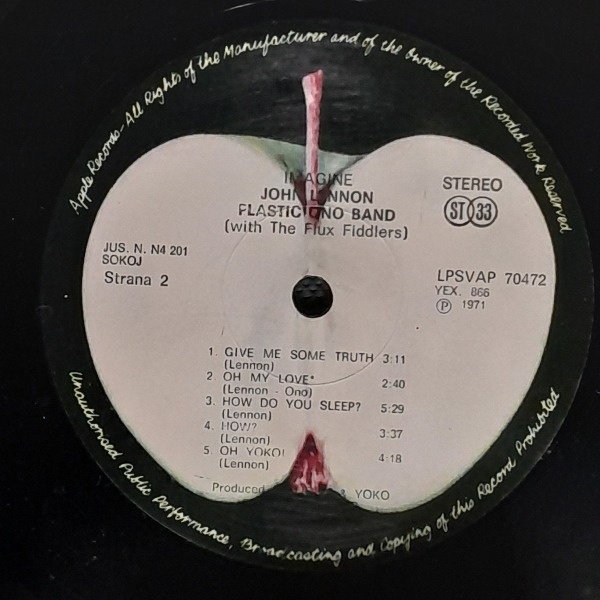 Apple Records-All Rights of the Manufacturer and of the Owner of the Recorded Work Reserved
IMAGINE
JOHN LENNON
PLASTIC ONO BAND
(with The Flux Fiddlers)
STEREO
ST 33
JUS. N. N4 201
SOKOJ
Strana 2
LPSVAP 70472
YEX. 866
Ⓟ 1971
1. GIVE ME SOME TRUTH 3:11
(Lennon)
2. OH MY LOVE* 2:40
(Lennon - Ono)
3. HOW DO YOU SLEEP? 5:29
(Lennon)
4. HOW? 3:37
(Lennon)
5. OH YOKO! 4:18
(Lennon)
Produced & YOKO
Unauthorised Public Performance, Broadcasting and Copying of this Record Prohibited